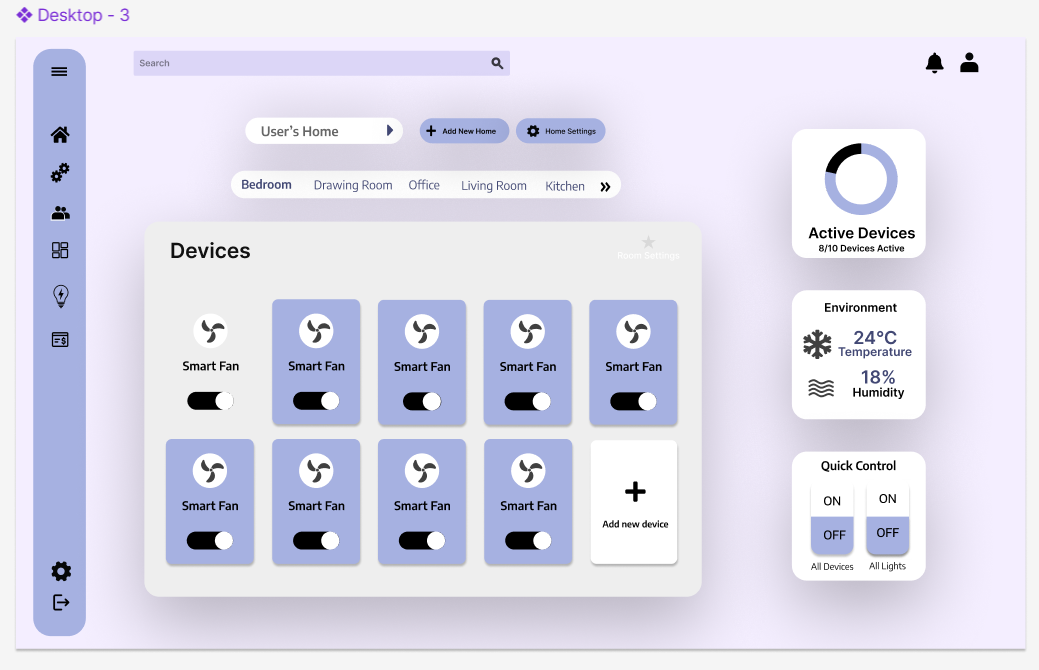 Desktop - 3
Search
User's Home
Add New Home
Home Settings
Bedroom Drawing Room Office Living Room Kitchen
Devices
Room Settings
Smart Fan Smart Fan Smart Fan Smart Fan Smart Fan
Smart Fan Smart Fan Smart Fan Smart Fan
Add new device
Active Devices
8/10 Devices Active
Environment
24°C
Temperature
18%
Humidity
Quick Control
ON ON
OFF OFF
All Devices All Lights